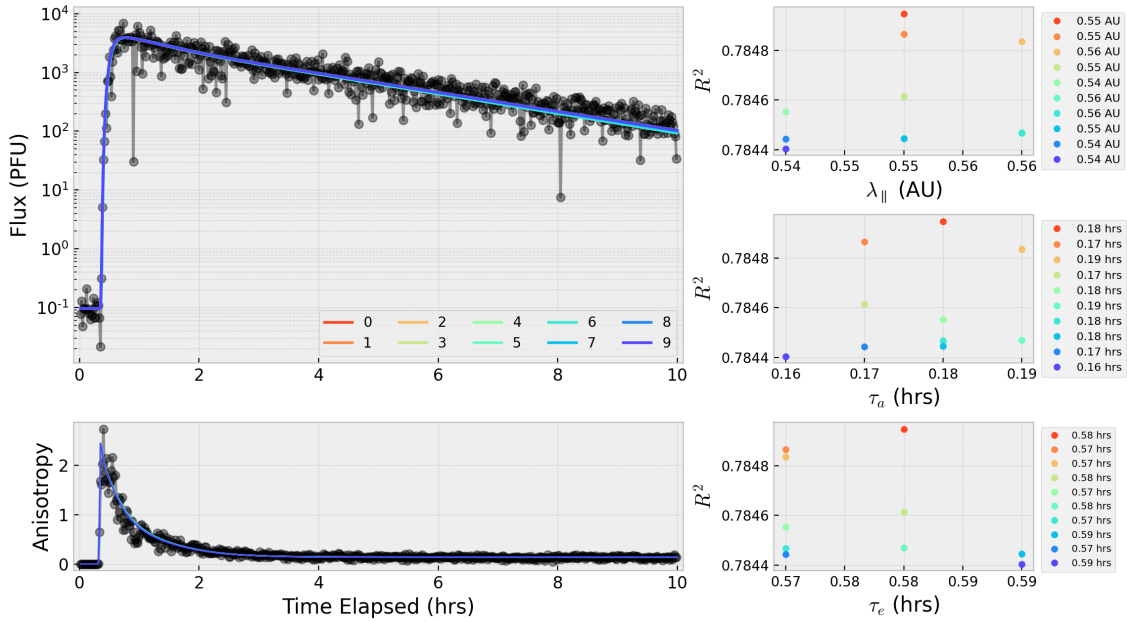 10^4
10^3
10^2
10^1
10^0
10^{-1}
Flux (PFU)
0 2 4 6 8 10
0 2 4 6 8
1 3 5 7 9
2
1
0
Anisotropy
0 2 4 6 8 10
Time Elapsed (hrs)
R^2
0.7848
0.7846
0.7844
0.54 0.55 0.55 0.56 0.56
λ_∥ (AU)
0.55 AU
0.55 AU
0.56 AU
0.55 AU
0.54 AU
0.56 AU
0.56 AU
0.55 AU
0.54 AU
0.54 AU
R^2
0.7848
0.7846
0.7844
0.16 0.17 0.18 0.19
τ_a (hrs)
0.18 hrs
0.17 hrs
0.19 hrs
0.17 hrs
0.18 hrs
0.19 hrs
0.18 hrs
0.18 hrs
0.17 hrs
0.16 hrs
R^2
0.7848
0.7846
0.7844
0.57 0.58 0.58 0.59 0.59
τ_e (hrs)
0.58 hrs
0.57 hrs
0.57 hrs
0.58 hrs
0.57 hrs
0.58 hrs
0.57 hrs
0.59 hrs
0.57 hrs
0.59 hrs